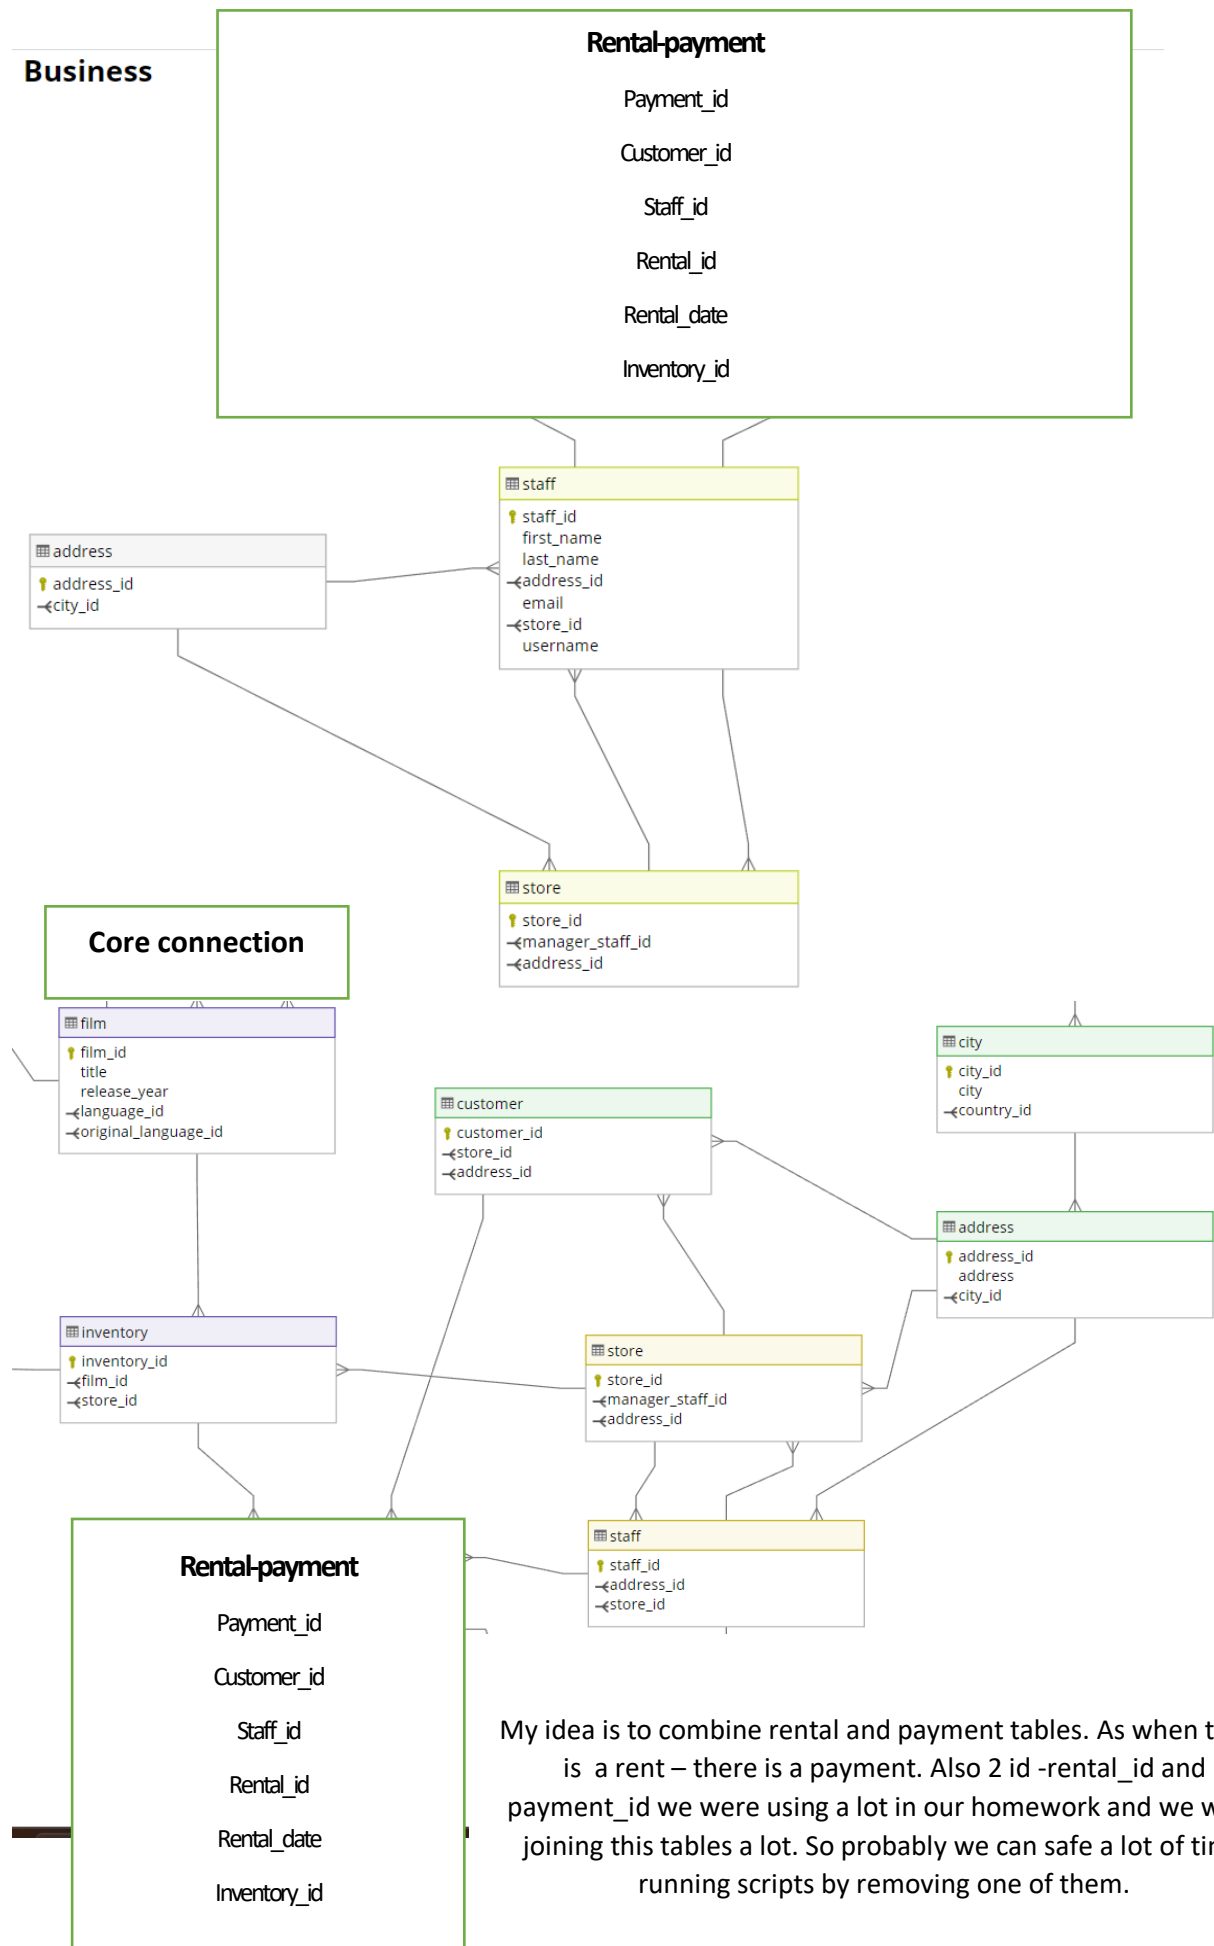 Business
Rental-payment
Payment_id
Customer_id
Staff_id
Rental_id
Rental_date
Inventory_id
staff
staff_id
first_name
last_name
address_id
email
store_id
username
address
address_id
city_id
store
store_id
manager_staff_id
address_id
Core connection
film
film_id
title
release_year
language_id
original_language_id
customer
customer_id
store_id
address_id
city
city_id
city
country_id
address
address_id
address
city_id
inventory
inventory_id
film_id
store_id
store
store_id
manager_staff_id
address_id
staff
staff_id
address_id
store_id
Rental-payment
Payment_id
Customer_id
Staff_id
Rental_id
Rental_date
Inventory_id
My idea is to combine rental and payment tables. As when
is a rent – there is a payment. Also 2 id -rental_id and
payment_id we were using a lot in our homework and we
joining this tables a lot. So probably we can safe a lot of
running scripts by removing one of them.